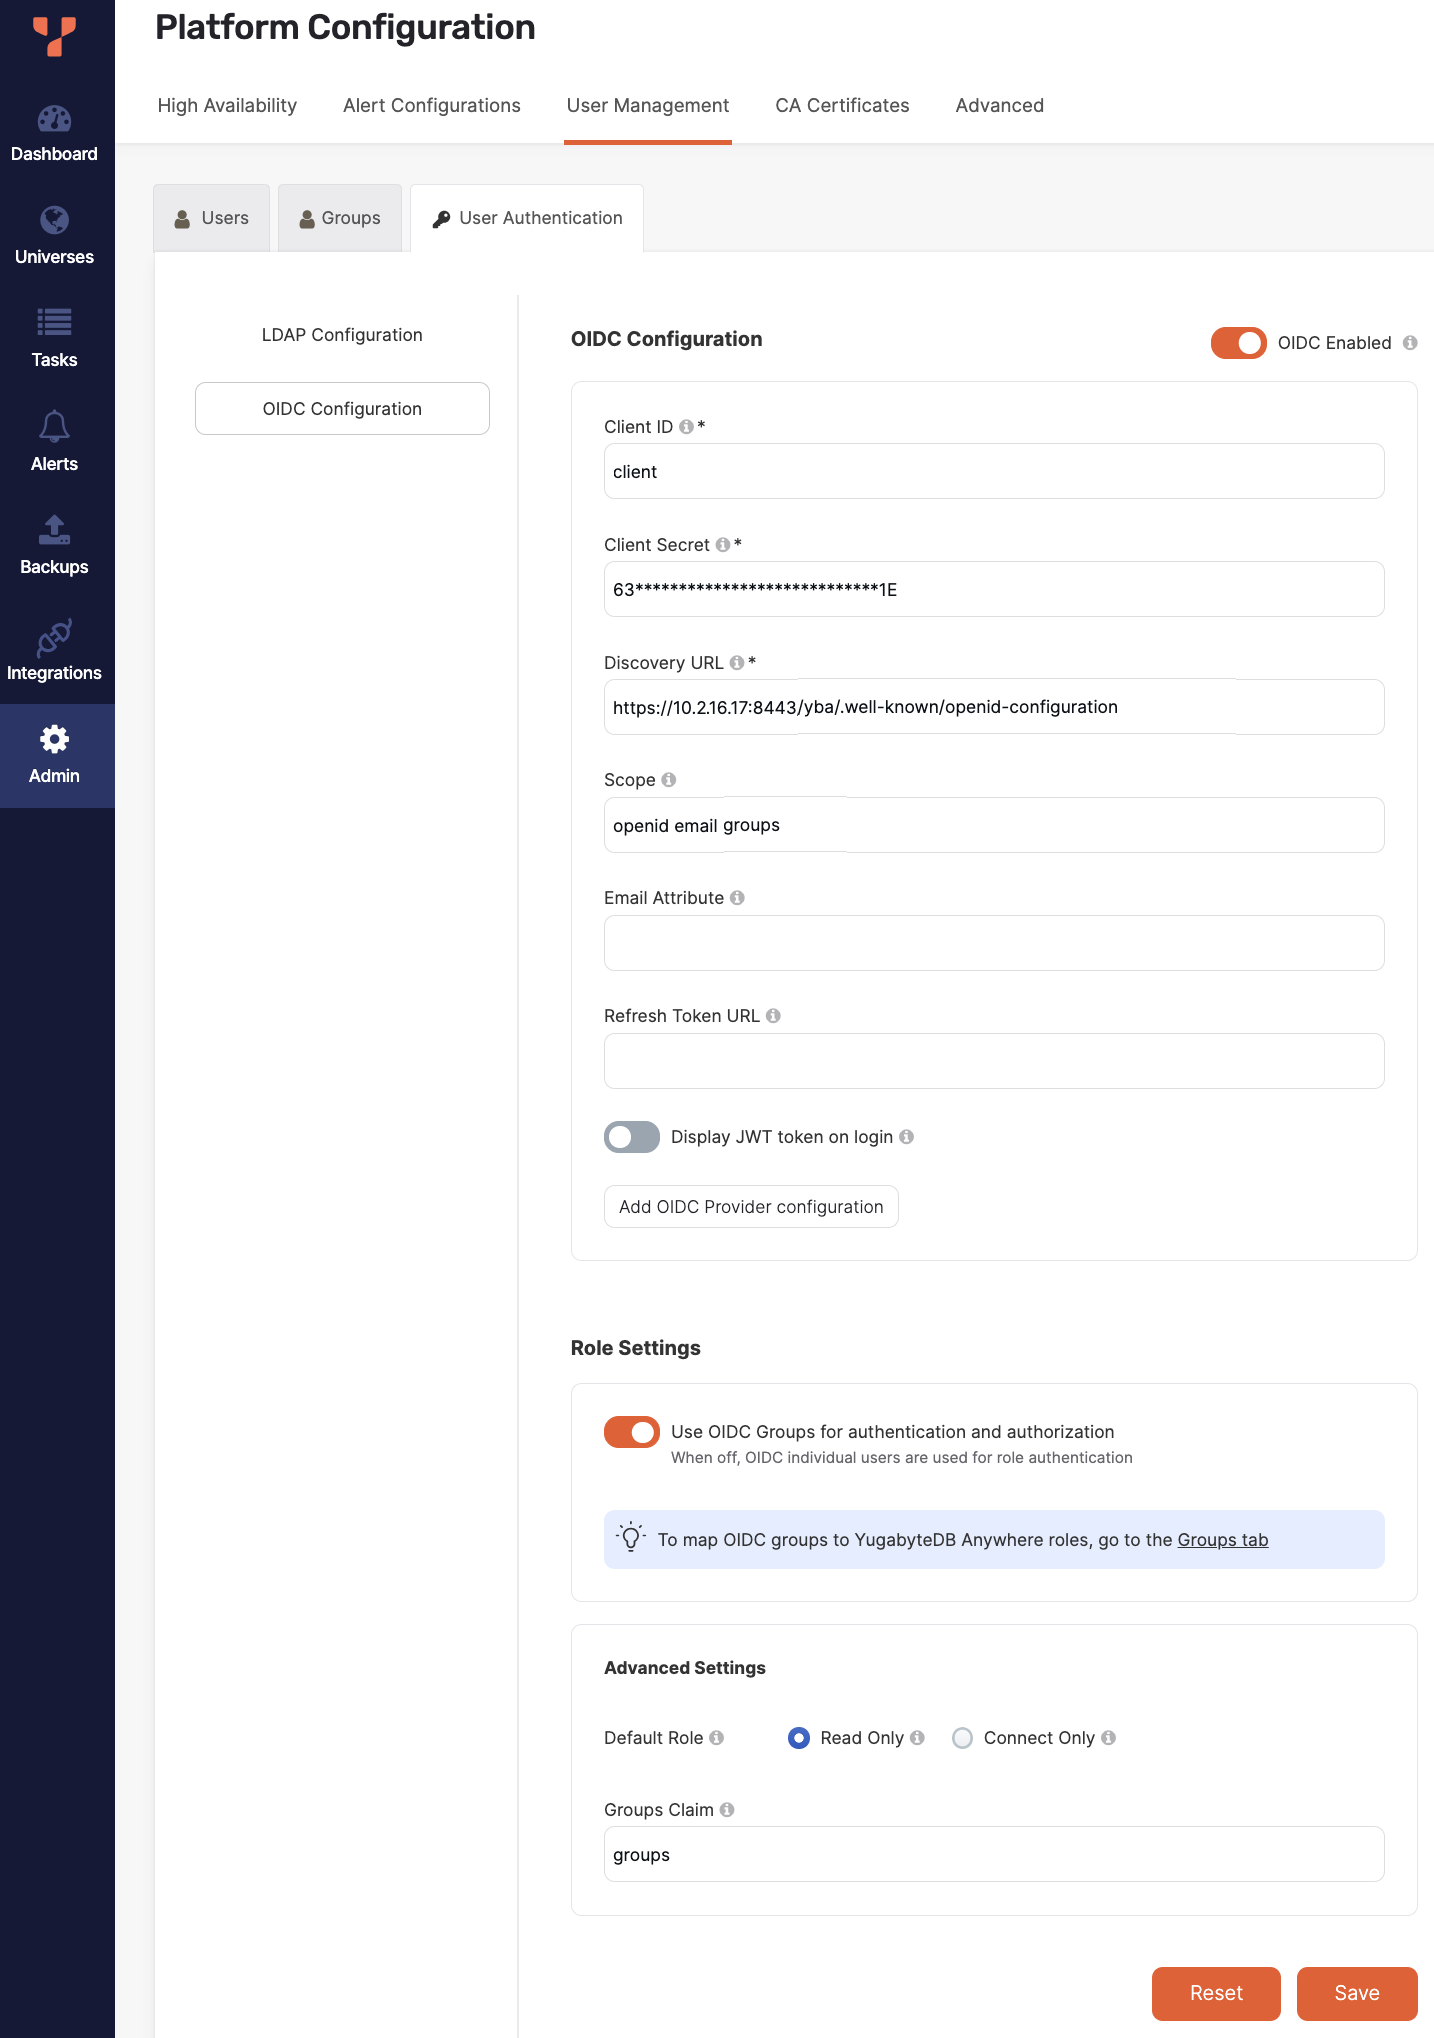 Platform Configuration
High Availability
Alert Configurations
User Management
CA Certificates
Advanced
Dashboard
Universes
Tasks
Alerts
Backups
Integrations
Admin
Users
Groups
User Authentication
LDAP Configuration
OIDC Configuration
OIDC Configuration
OIDC Enabled
Client ID *
client
Client Secret *
63****************************1E
Discovery URL *
https://10.2.16.17:8443/yba/.well-known/openid-configuration
Scope
openid email groups
Email Attribute
Refresh Token URL
Display JWT token on login
Add OIDC Provider configuration
Role Settings
Use OIDC Groups for authentication and authorization
When off, OIDC individual users are used for role authentication
To map OIDC groups to YugabyteDB Anywhere roles, go to the Groups tab
Advanced Settings
Default Role
Read Only
Connect Only
Groups Claim
groups
Reset
Save